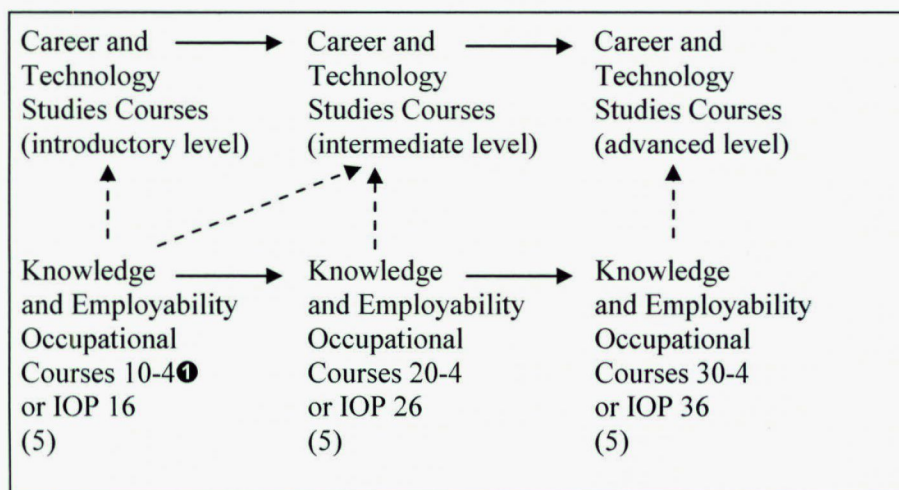 Career and
Technology
Studies Courses
(introductory level)
Career and
Technology
Studies Courses
(intermediate level)
Career and
Technology
Studies Courses
(advanced level)
Knowledge
and Employability
Occupational
Courses 10-4❶
or IOP 16
(5)
Knowledge
and Employability
Occupational
Courses 20-4
or IOP 26
(5)
Knowledge
and Employability
Occupational
Courses 30-4
or IOP 36
(5)